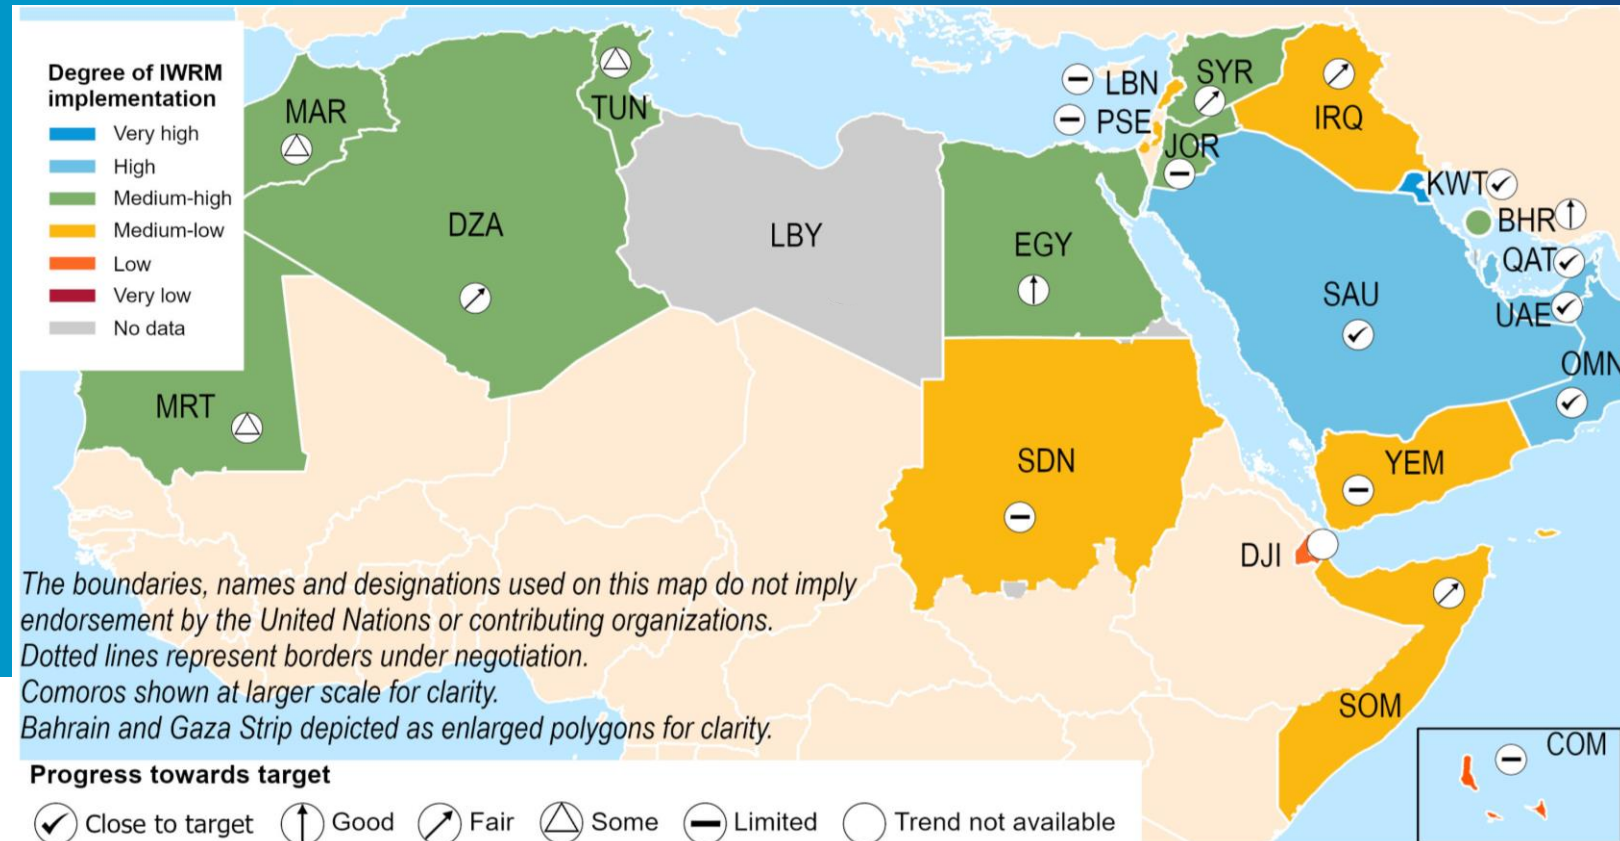 Degree of IWRM
implementation
Very high
High
Medium-high
Medium-low
Low
Very low
No data
MAR
TUN
DZA
LBY
EGY
MRT
SDN
LBN
PSE
SYR
JOR
IRQ
KWT
BHR
QAT
UAE
SAU
OMN
YEM
DJI
SOM
COM
The boundaries, names and designations used on this map do not imply
endorsement by the United Nations or contributing organizations.
Dotted lines represent borders under negotiation.
Comoros shown at larger scale for clarity.
Bahrain and Gaza Strip depicted as enlarged polygons for clarity.
Progress towards target
Close to target Good Fair Some Limited Trend not available